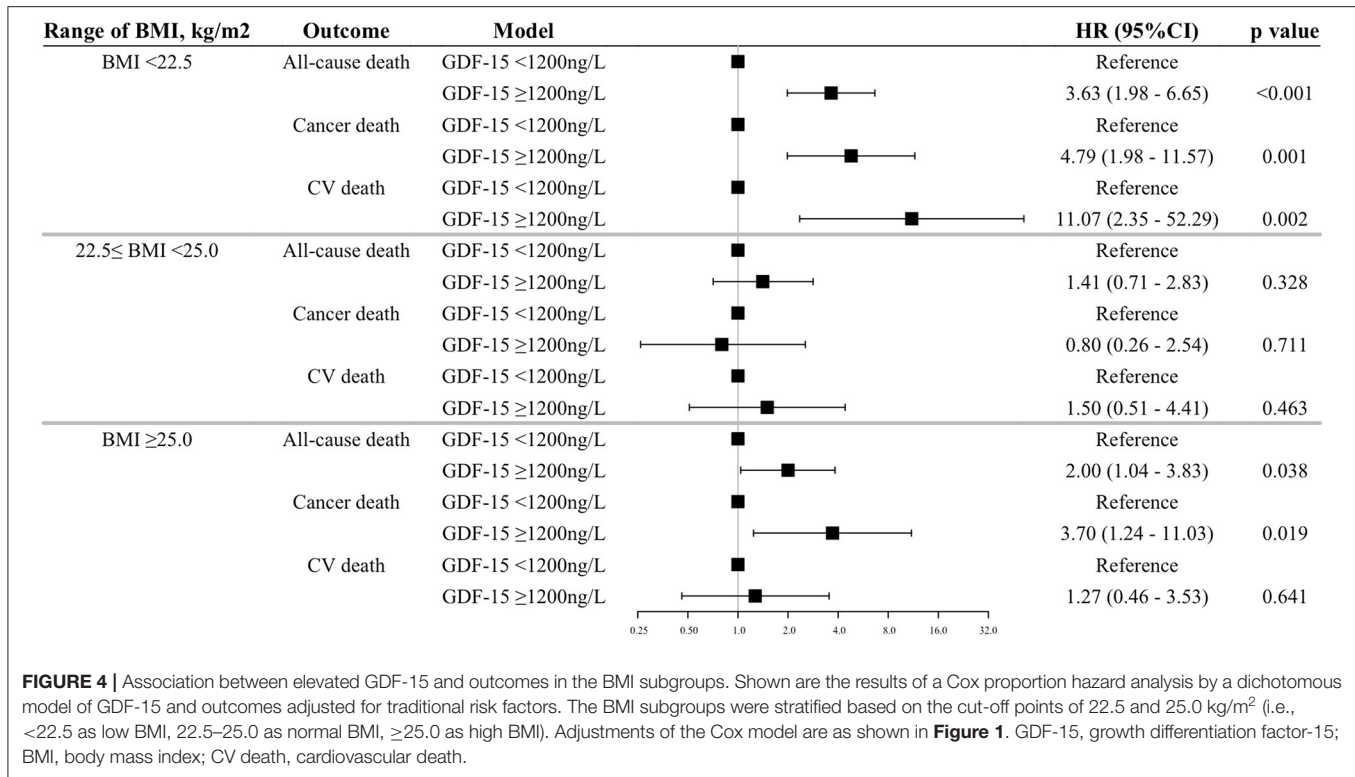 Range of BMI, kg/m2 Outcome Model HR (95%CI) p value
BMI <22.5 All-cause death GDF-15 <1200ng/L Reference
GDF-15 ≥1200ng/L 3.63 (1.98 - 6.65) <0.001
Cancer death GDF-15 <1200ng/L Reference
GDF-15 ≥1200ng/L 4.79 (1.98 - 11.57) 0.001
CV death GDF-15 <1200ng/L Reference
GDF-15 ≥1200ng/L 11.07 (2.35 - 52.29) 0.002
22.5≤ BMI <25.0 All-cause death GDF-15 <1200ng/L Reference
GDF-15 ≥1200ng/L 1.41 (0.71 - 2.83) 0.328
Cancer death GDF-15 <1200ng/L Reference
GDF-15 ≥1200ng/L 0.80 (0.26 - 2.54) 0.711
CV death GDF-15 <1200ng/L Reference
GDF-15 ≥1200ng/L 1.50 (0.51 - 4.41) 0.463
BMI ≥25.0 All-cause death GDF-15 <1200ng/L Reference
GDF-15 ≥1200ng/L 2.00 (1.04 - 3.83) 0.038
Cancer death GDF-15 <1200ng/L Reference
GDF-15 ≥1200ng/L 3.70 (1.24 - 11.03) 0.019
CV death GDF-15 <1200ng/L Reference
GDF-15 ≥1200ng/L 1.27 (0.46 - 3.53) 0.641
0.25 0.50 1.0 2.0 4.0 8.0 16.0 32.0
FIGURE 4 | Association between elevated GDF-15 and outcomes in the BMI subgroups. Shown are the results of a Cox proportion hazard analysis by a dichotomous
model of GDF-15 and outcomes adjusted for traditional risk factors. The BMI subgroups were stratified based on the cut-off points of 22.5 and 25.0 kg/m² (i.e.,
<22.5 as low BMI, 22.5–25.0 as normal BMI, ≥25.0 as high BMI). Adjustments of the Cox model are as shown in Figure 1. GDF-15, growth differentiation factor-15;
BMI, body mass index; CV death, cardiovascular death.